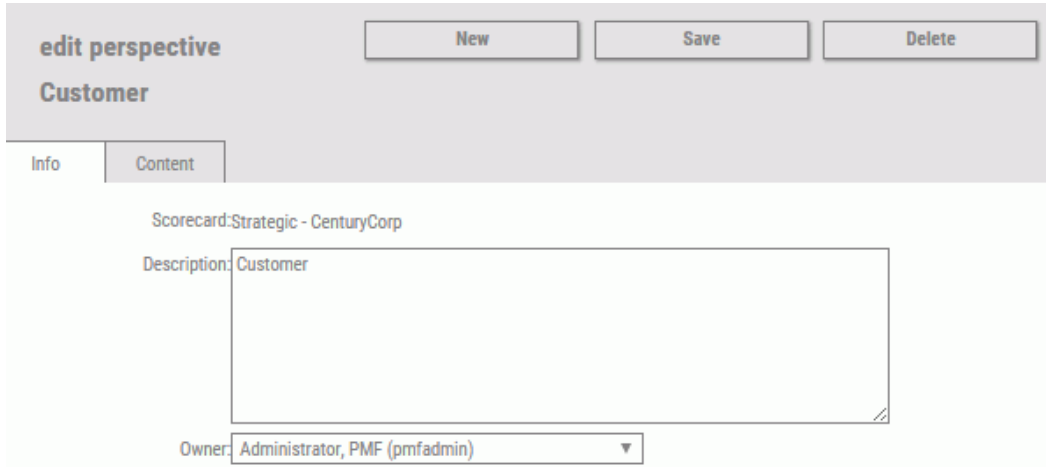 edit perspective
New
Save
Delete
Customer
Info
Content
Scorecard:Strategic - CenturyCorp
Description: Customer
Owner: Administrator, PMF (pmfadmin)